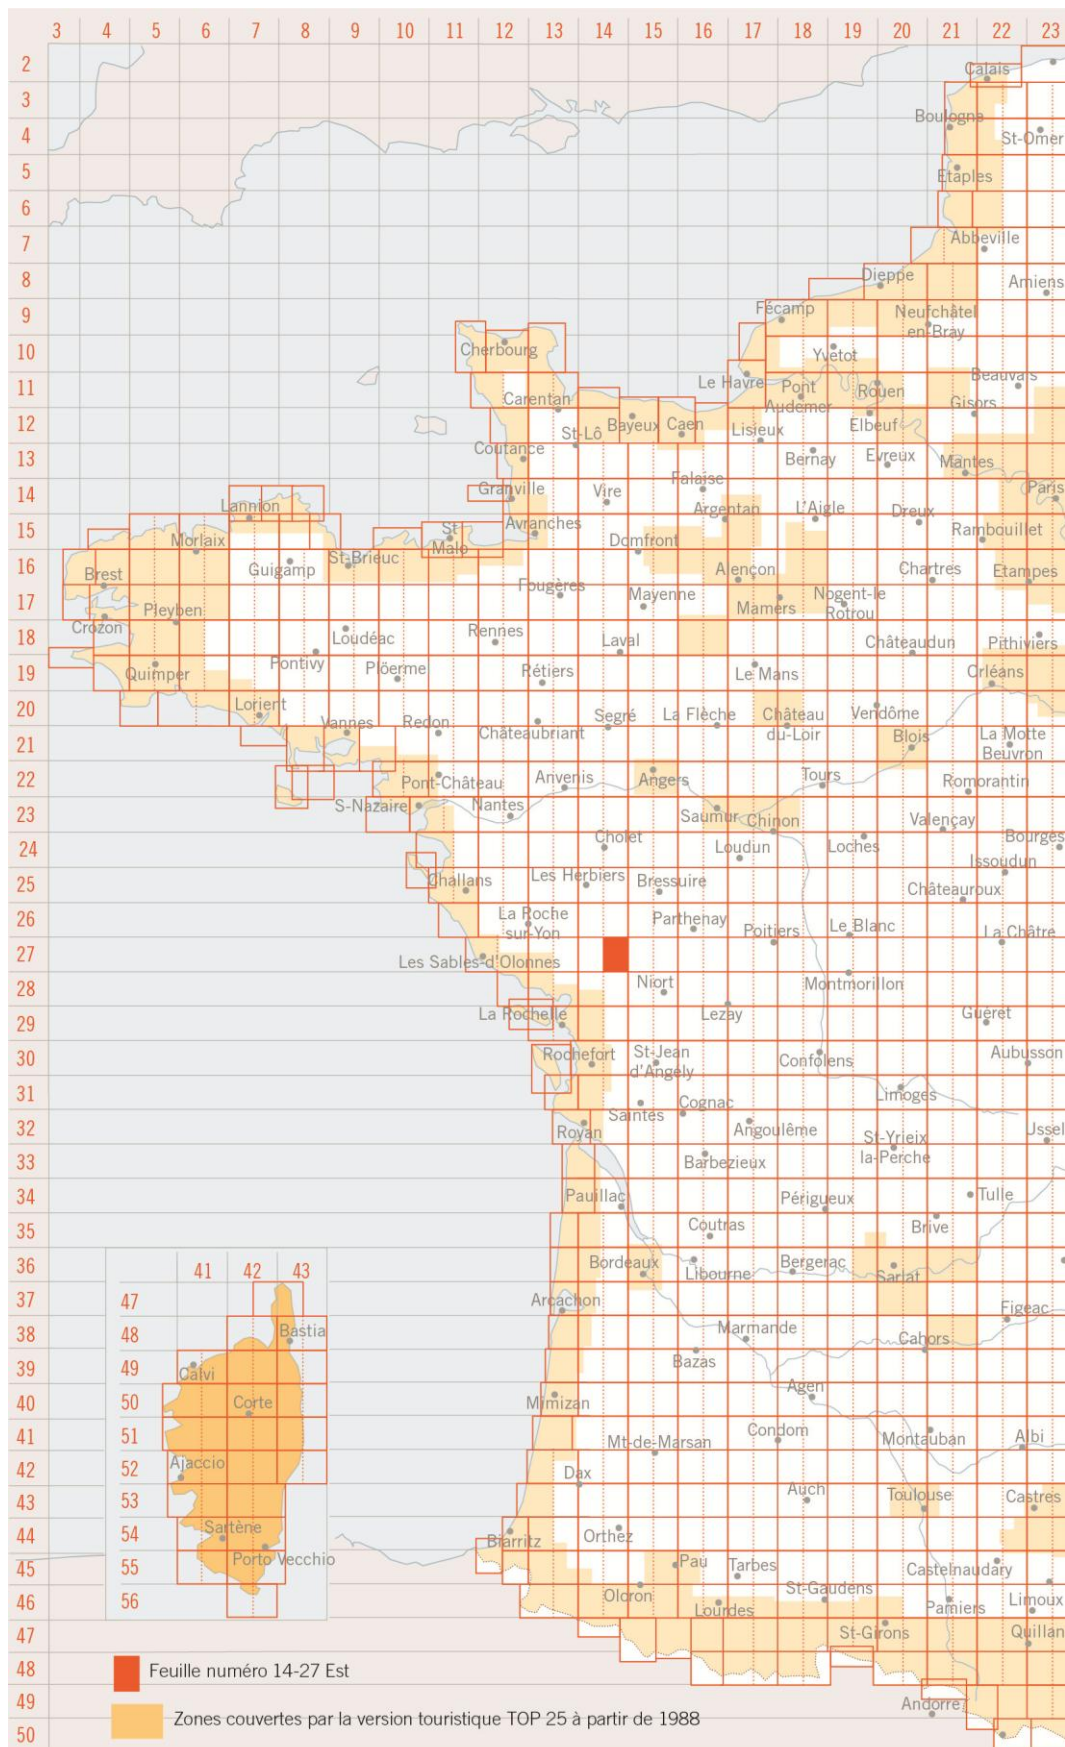 3 4 5 6 7 8 9 10 11 12 13 14 15 16 17 18 19 20 21 22 23
2
Calais
3
Boulogne
4
St-Omer
5
Etaples
6
7
Abbeville
8
Dieppe
Amiens
9
Fécamp
Neufchâtel
en-Bray
10
Cherbourg
Yvetot
11
Le Havre
Pont
Audemer
Rouen
Beauvais
Carentan
Gisors
12
St-Lô
Bayeux
Caen
Lisieux
Elbeuf
13
Coutance
Bernay
Evreux
Mantes
14
Lannion
Granville
Vire
Falaise
Argentan
L'Aigle
Dreux
Paris
15
Morlaix
St
Malo
Avranches
Domfront
Rambouillet
16
Brest
Guigamp
St-Brieuc
Fougères
Alençon
Chartres
Etampes
17
Crozon
Pleyben
Mayenne
Mamers
Nogent-le
Rotrou
18
Loudéac
Rennes
Laval
Châteaudun
Pithiviers
19
Quimper
Pontivy
Plöerme
Rétiers
Le Mans
Crléans
20
Lorient
Vannes
Redon
Châteaubriant
Segré
La Flèche
Château
du-Loir
Vendôme
21
Blois
La Motte
Beuvron
22
Pont-Château
Anvenis
Angers
Tours
Romorantin
23
S-Nazaire
Nantes
Saumur
Chinon
Valençay
24
Cholet
Loudun
Loches
Bourges
Issoudun
25
Challans
Les Herbiers
Bressuire
Châteauroux
26
La Roche
sur-Yon
Parthenay
Poitiers
Le Blanc
La Châtre
27
Les Sables-d'Olonnes
Montmorillon
28
Niort
29
La Rochelle
Lezay
Guéret
30
Rochefort
St-Jean
d'Angely
Confolens
Aubusson
31
Saintes
Cognac
Limoges
32
Royan
Angoulême
St-Yrieix
la-Perche
Ussel
33
Barbezieux
34
Pauillac
Périgueux
Tulle
35
Coutras
Brive
36
Bordeaux
Libourne
Bergerac
Sarlat
37
Arcachon
Figeac
38
Marmande
Cahors
39
Bazas
40
Mimizan
Agen
41
Mt-de-Marsan
Condom
Montauban
Albi
42
Dax
43
Auch
Toulouse
Castres
44
Biarritz
Orthez
45
Pau
Tarbes
Castelnaudary
46
Olcron
Lourdes
St-Gaudens
Pamiers
Limoux
47
St-Girons
Quillan
48
49
Andorre
50
41 42 43
47
48
Bastia
49
Calvi
50
Corte
51
52
Ajaccio
53
54
Sartène
55
Porto Vecchio
56
Feuille numéro 14-27 Est
Zones couvertes par la version touristique TOP 25 à partir de 1988